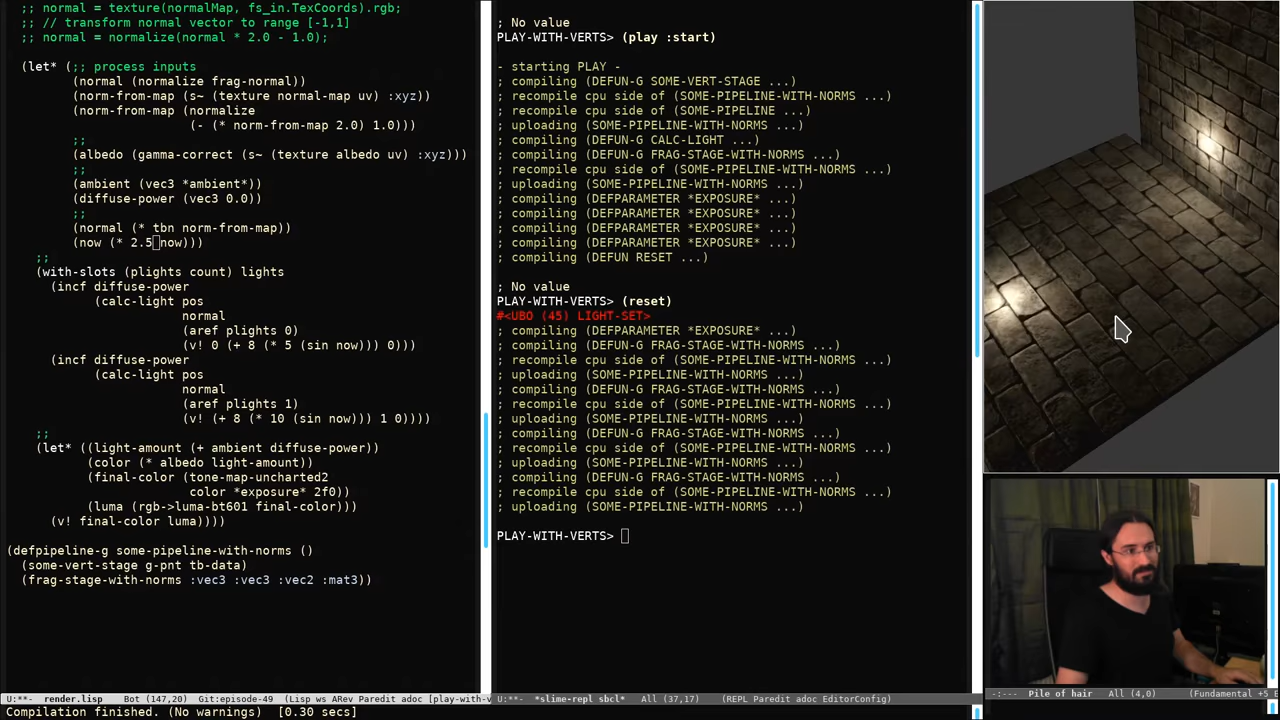 ;; normal = texture(normalMap, fs_in.TexCoords).rgb;
;; // transform normal vector to range [-1,1]
;; normal = normalize(normal * 2.0 - 1.0);
(let* (;; process inputs
(normal (normalize frag-normal))
(norm-from-map (s~ (texture normal-map uv) :xyz))
(norm-from-map (normalize
(- (* norm-from-map 2.0) 1.0)))
;;
(albedo (gamma-correct (s~ (texture albedo uv) :xyz)))
;;
(ambient (vec3 *ambient*))
(diffuse-power (vec3 0.0))
;;
(normal (* tbn norm-from-map))
(now (* 2.5 now)))
;;
(with-slots (plights count) lights
(incf diffuse-power
(calc-light pos
normal
(aref plights 0)
(v! 0 (+ 8 (* 5 (sin now))) 0)))
(incf diffuse-power
(calc-light pos
normal
(aref plights 1)
(v! (+ 8 (* 10 (sin now))) 1 0))))
;;
(let* ((light-amount (+ ambient diffuse-power))
(color (* albedo light-amount))
(final-color (tone-map-uncharted2
color *exposure* 2f0))
(luma (rgb->luma-bt601 final-color)))
(v! final-color luma))))
(defpipeline-g some-pipeline-with-norms ()
(some-vert-stage g-pnt tb-data)
(frag-stage-with-norms :vec3 :vec3 :vec2 :mat3))
U:**- render.lisp Bot (147,20) Git:episode-49 (Lisp ws ARev Paredit adoc [play-with-v
Compilation finished. (No warnings) [0.30 secs]
; No value
PLAY-WITH-VERTS> (play :start)
- starting PLAY -
; compiling (DEFUN-G SOME-VERT-STAGE ...)
; recompile cpu side of (SOME-PIPELINE-WITH-NORMS ...)
; recompile cpu side of (SOME-PIPELINE ...)
; uploading (SOME-PIPELINE-WITH-NORMS ...)
; compiling (DEFUN-G CALC-LIGHT ...)
; compiling (DEFUN-G FRAG-STAGE-WITH-NORMS ...)
; recompile cpu side of (SOME-PIPELINE-WITH-NORMS ...)
; uploading (SOME-PIPELINE-WITH-NORMS ...)
; compiling (DEFPARAMETER *EXPOSURE* ...)
; compiling (DEFPARAMETER *EXPOSURE* ...)
; compiling (DEFPARAMETER *EXPOSURE* ...)
; compiling (DEFPARAMETER *EXPOSURE* ...)
; compiling (DEFUN RESET ...)
; No value
PLAY-WITH-VERTS> (reset)
#<UBO (45) LIGHT-SET>
; compiling (DEFPARAMETER *EXPOSURE* ...)
; compiling (DEFUN-G FRAG-STAGE-WITH-NORMS ...)
; recompile cpu side of (SOME-PIPELINE-WITH-NORMS ...)
; uploading (SOME-PIPELINE-WITH-NORMS ...)
; compiling (DEFUN-G FRAG-STAGE-WITH-NORMS ...)
; recompile cpu side of (SOME-PIPELINE-WITH-NORMS ...)
; uploading (SOME-PIPELINE-WITH-NORMS ...)
; compiling (DEFUN-G FRAG-STAGE-WITH-NORMS ...)
; recompile cpu side of (SOME-PIPELINE-WITH-NORMS ...)
; uploading (SOME-PIPELINE-WITH-NORMS ...)
; compiling (DEFUN-G FRAG-STAGE-WITH-NORMS ...)
; recompile cpu side of (SOME-PIPELINE-WITH-NORMS ...)
; uploading (SOME-PIPELINE-WITH-NORMS ...)
PLAY-WITH-VERTS>
U:**- *slime-repl sbcl* All (37,17) (REPL Paredit adoc EditorConfig)
-:--- Pile of hair All (4,0) (Fundamental +5 E